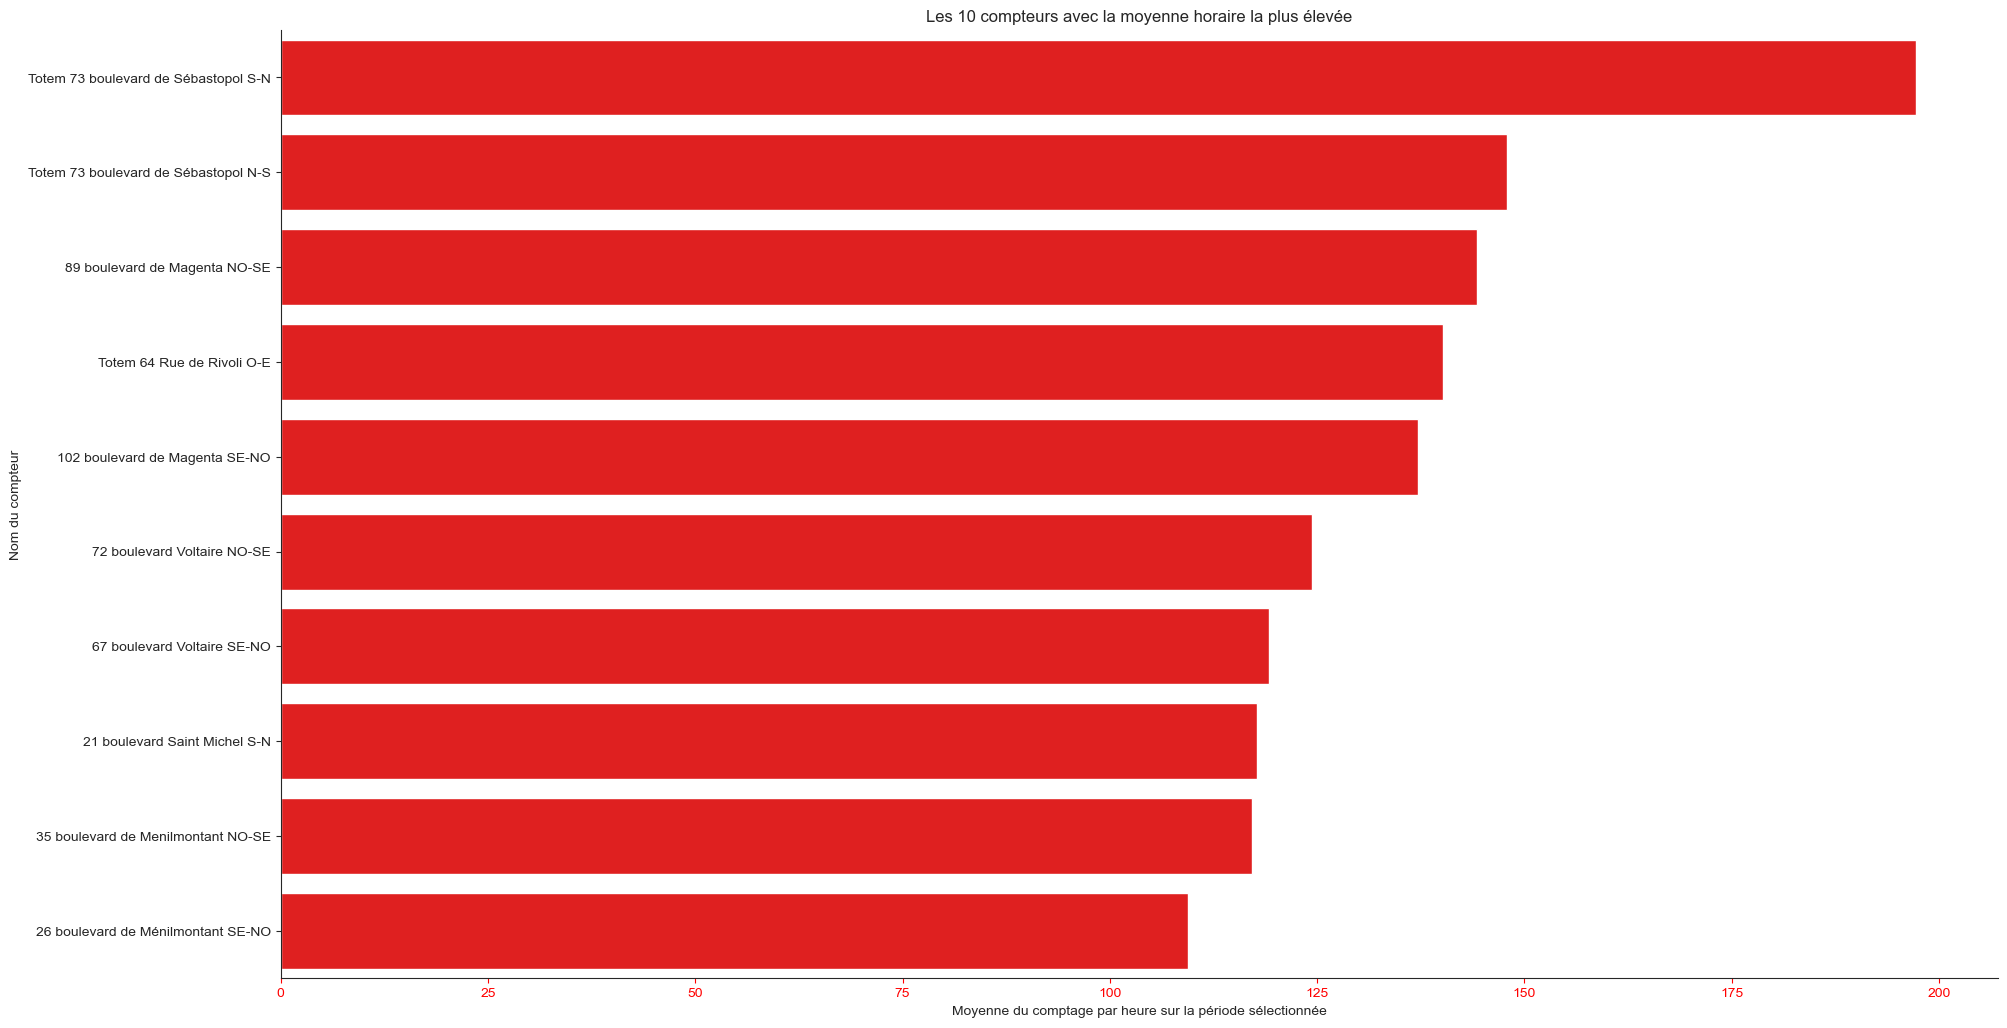 Les 10 compteurs avec la moyenne horaire la plus élevée
Totem 73 boulevard de Sébastopol S-N
Totem 73 boulevard de Sébastopol N-S
89 boulevard de Magenta NO-SE
Totem 64 Rue de Rivoli O-E
102 boulevard de Magenta SE-NO
72 boulevard Voltaire NO-SE
67 boulevard Voltaire SE-NO
21 boulevard Saint Michel S-N
35 boulevard de Menilmontant NO-SE
26 boulevard de Ménilmontant SE-NO
Nom du compteur
0 25 50 75 100 125 150 175 200
Moyenne du comptage par heure sur la période sélectionnée